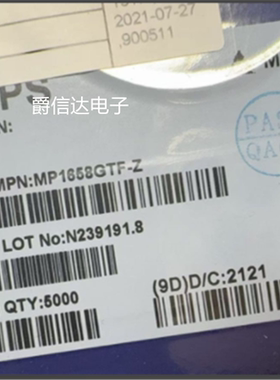 2021-07-27
,900511
PS
爵信达电子
PN:
PAS
QA
MPN:MP1658GTF-Z
LOT No:N239191.8
(9D)D/C:2121
QTY:5000